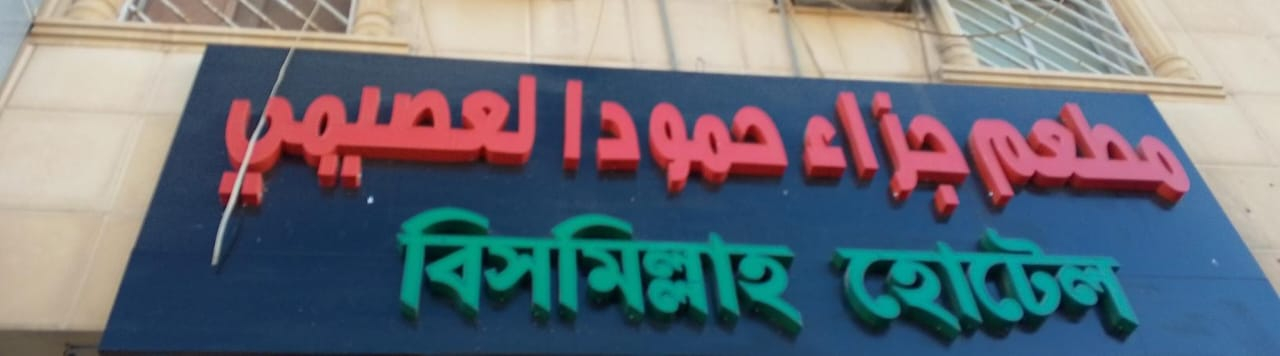 مطعم جزاء حمود العصيمي
বিসমিল্লাহ হোটেল